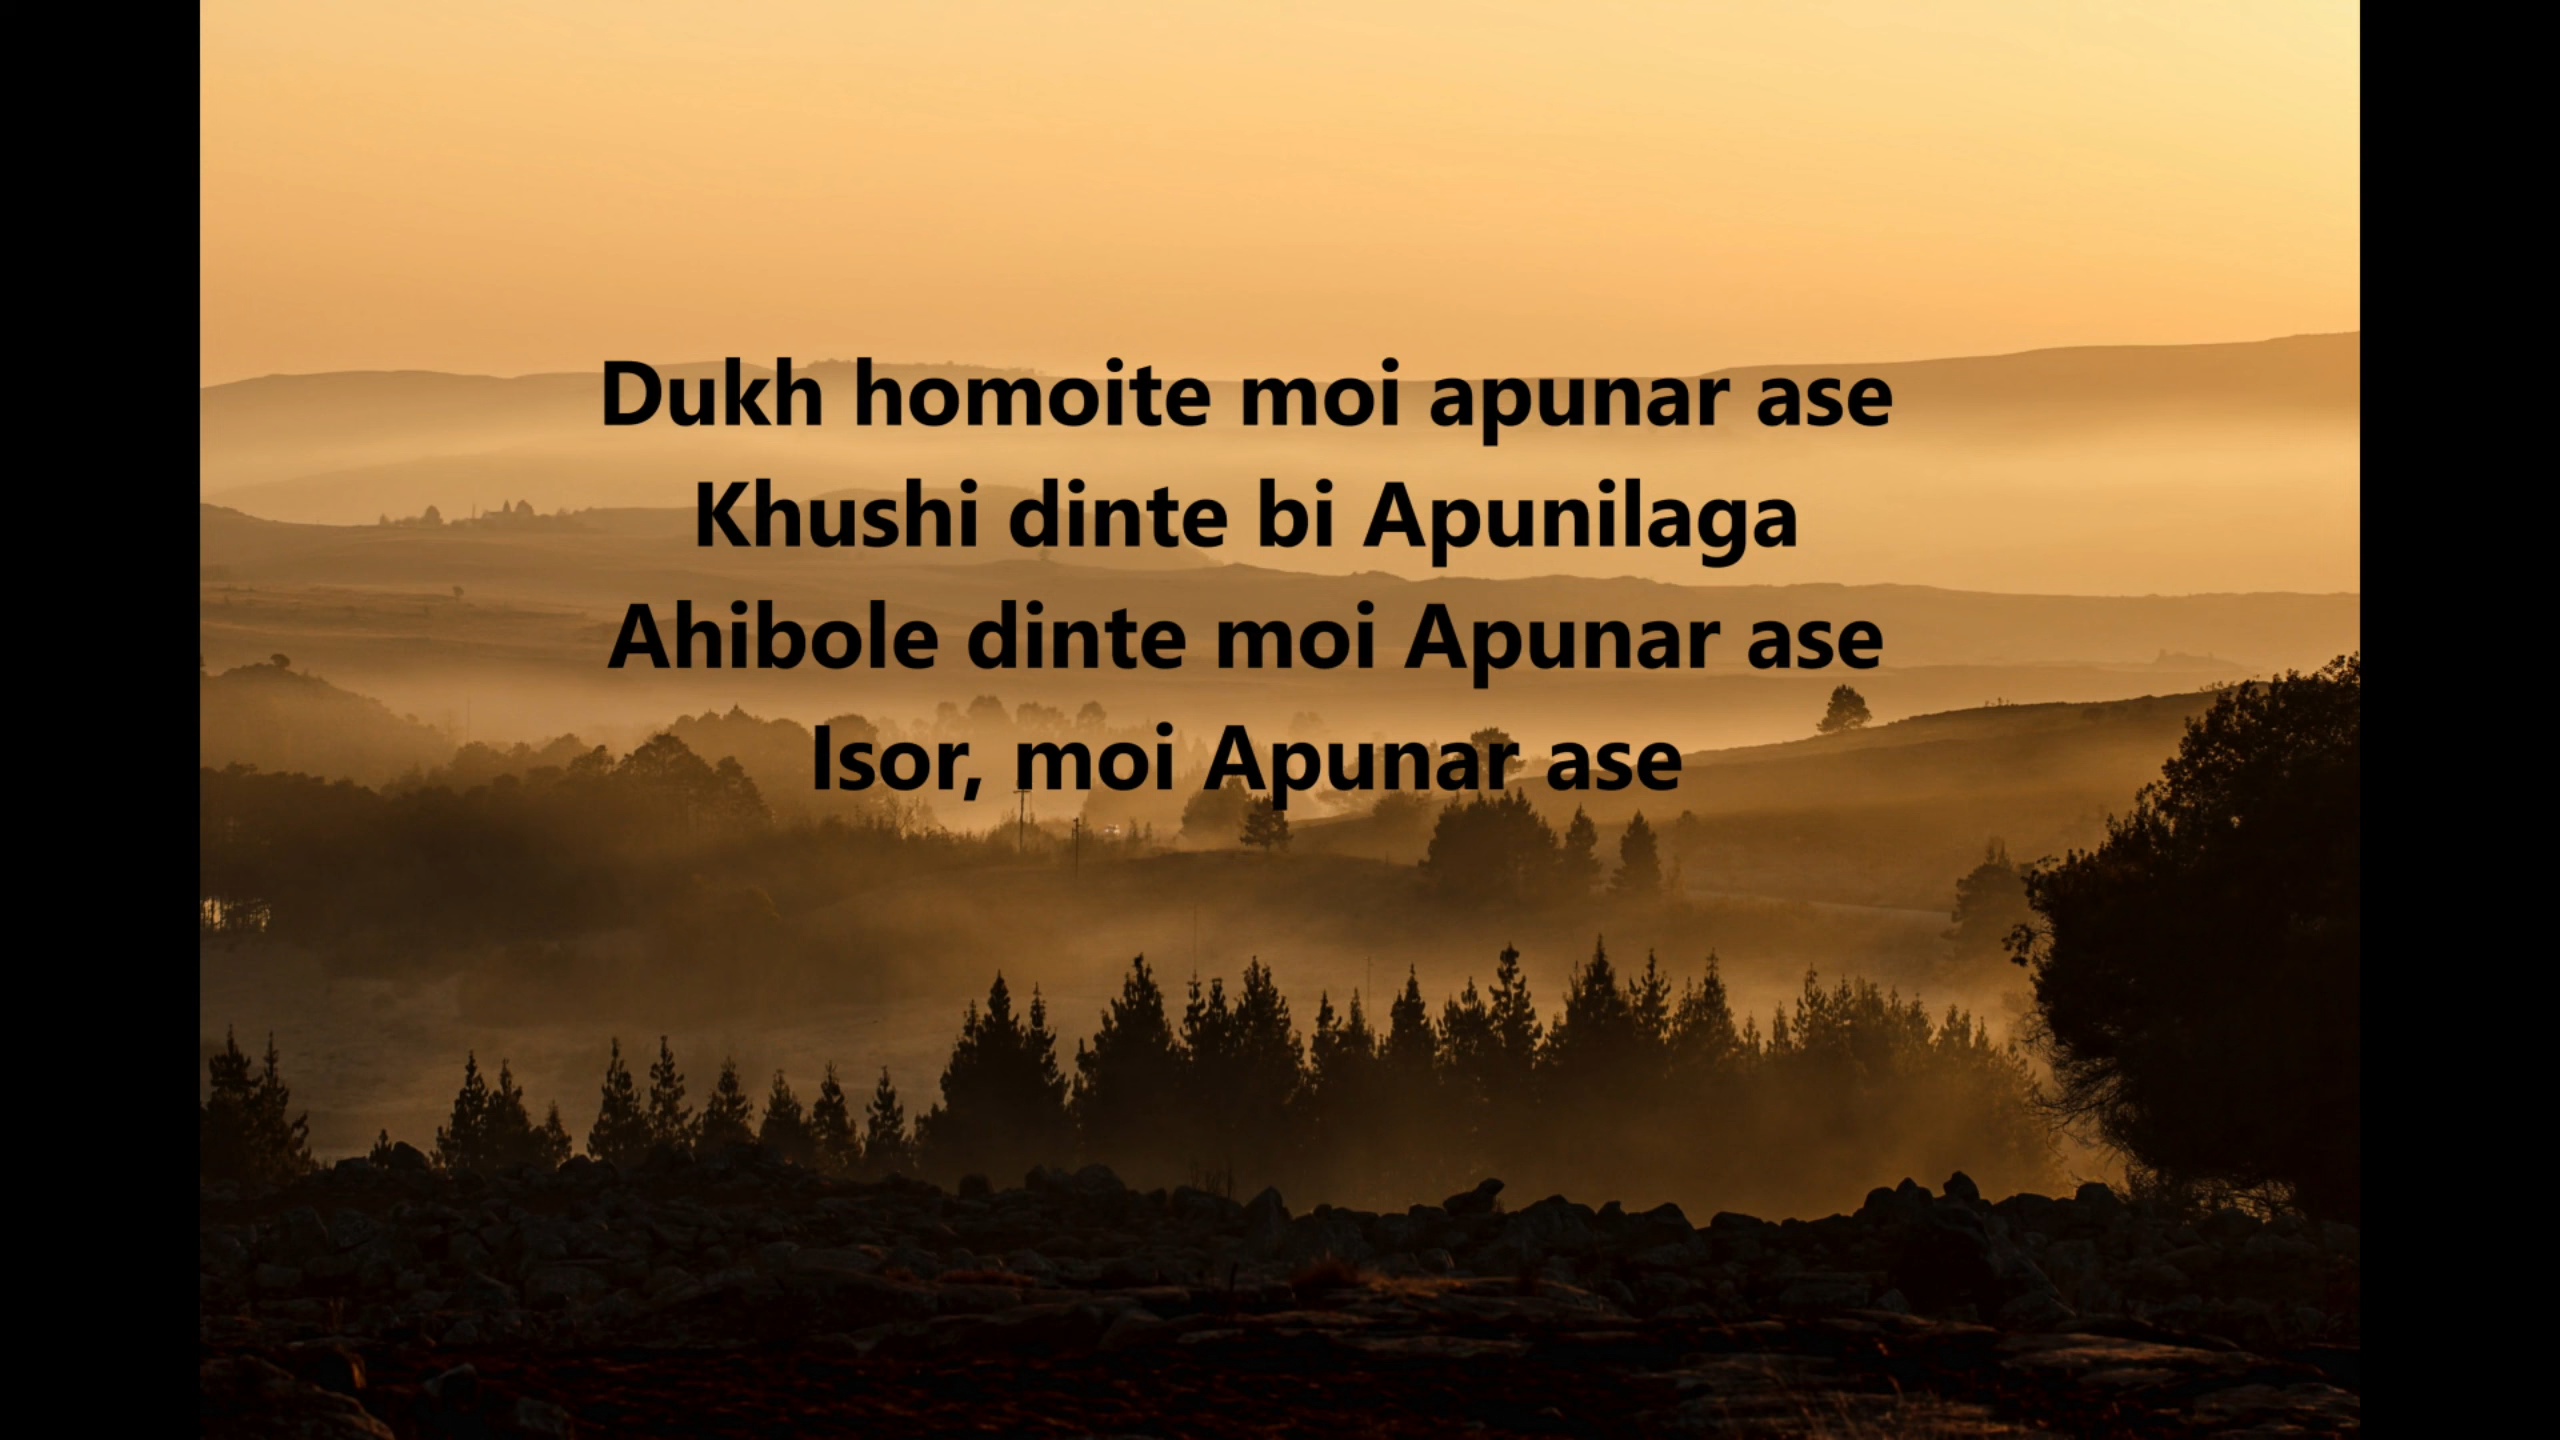 Dukh homoite moi apunar ase
Khushi dinte bi Apunilaga
Ahibole dinte moi Apunar ase
Isor, moi Apunar ase